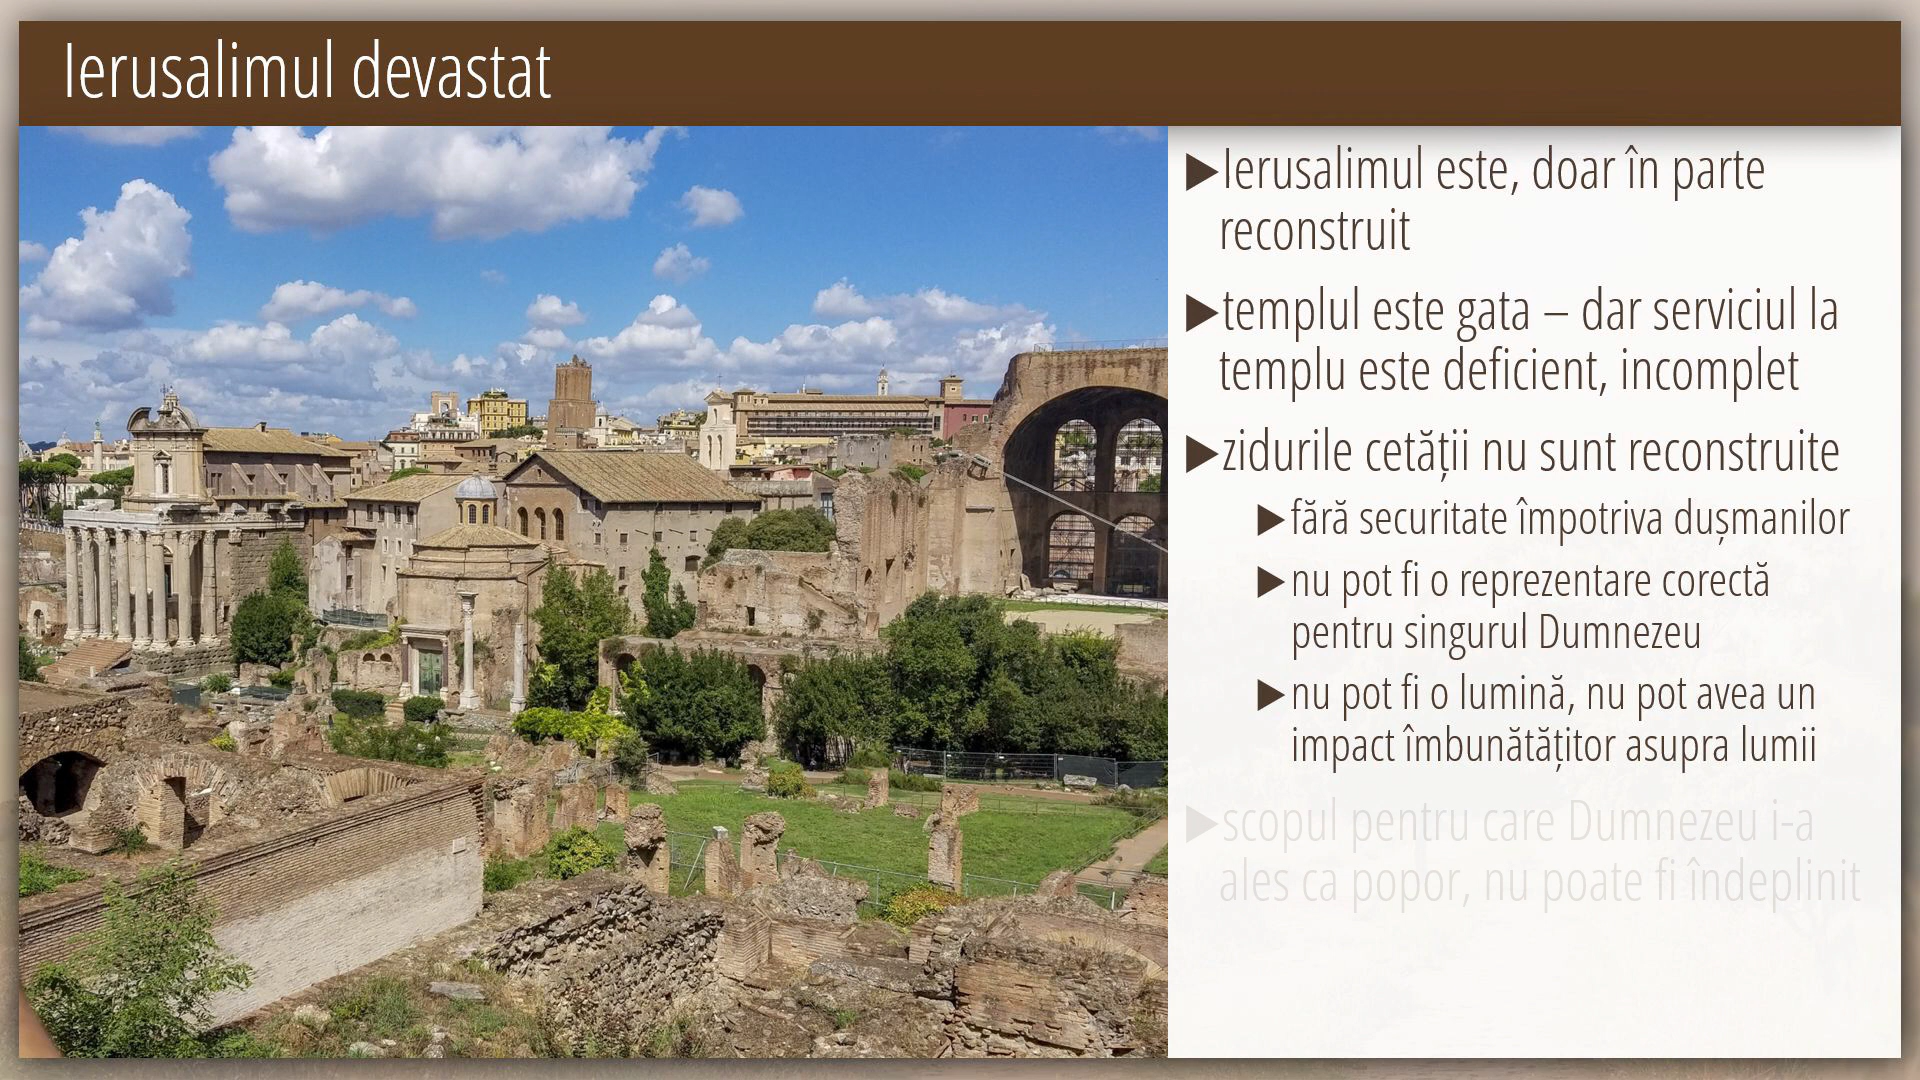 Ierusalimul devastat
▶Ierusalimul este, doar în parte
reconstruit
▶templul este gata – dar serviciul la
templu este deficient, incomplet
▶zidurile cetății nu sunt reconstruite
▶fără securitate împotriva dușmanilor
▶nu pot fi o reprezentare corectă
pentru singurul Dumnezeu
▶nu pot fi o lumină, nu pot avea un
impact îmbunătățitor asupra lumii
▶scopul pentru care Dumnezeu i-a
ales ca popor, nu poate fi îndeplinit